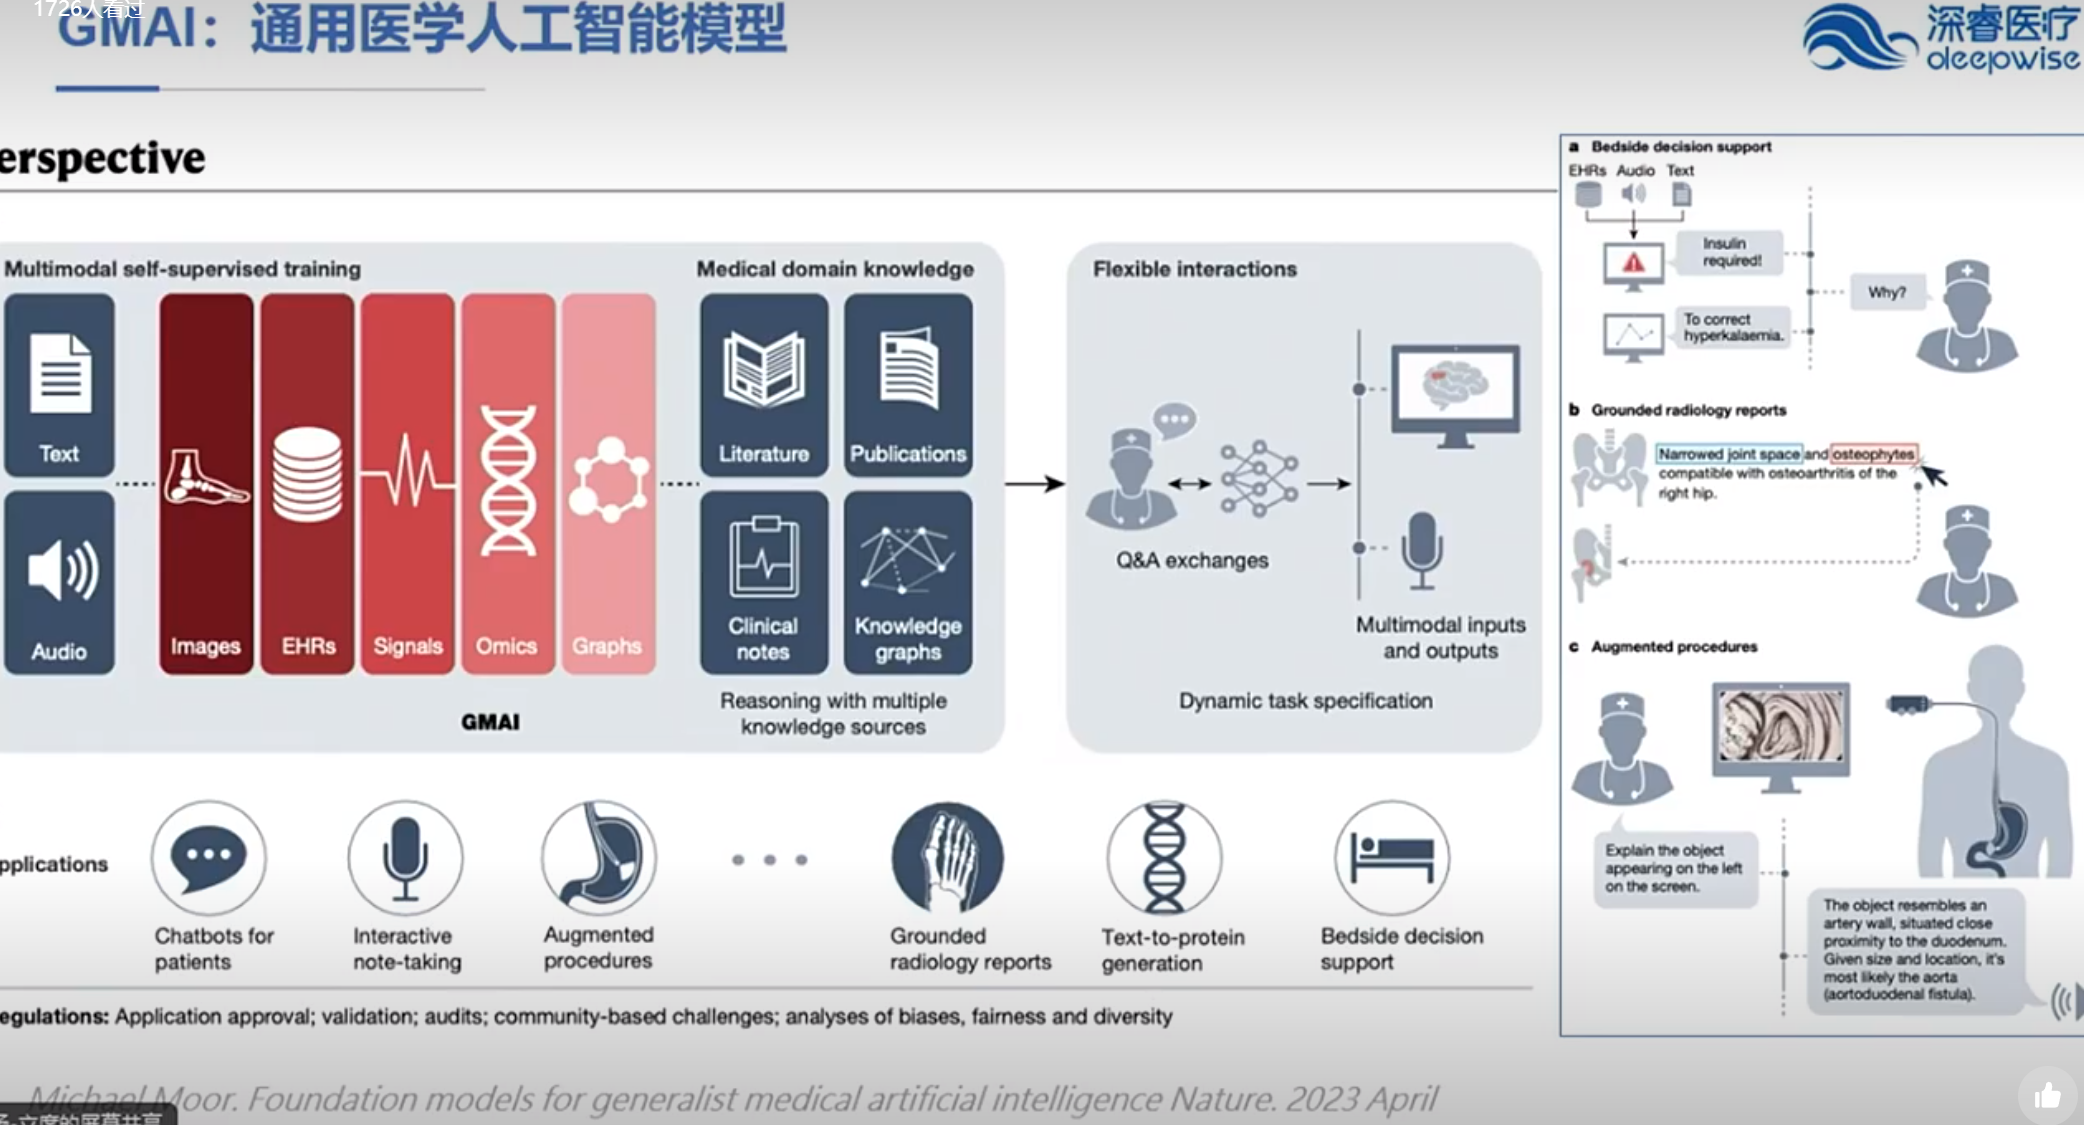 1726人看过
GMAI：通用医学人工智能模型
深睿医疗
deepwise
erspective
Multimodal self-supervised training
Medical domain knowledge
Text
Audio
Images
EHRs
Signals
Omics
Graphs
Literature
Publications
Clinical
notes
Knowledge
graphs
GMAI
Reasoning with multiple
knowledge sources
Flexible interactions
Q&A exchanges
Multimodal inputs
and outputs
Dynamic task specification
pplications
Chatbots for
patients
Interactive
note-taking
Augmented
procedures
Grounded
radiology reports
Text-to-protein
generation
Bedside decision
support
egulations: Application approval; validation; audits; community-based challenges; analyses of biases, fairness and diversity
a Bedside decision support
EHRs Audio Text
Insulin
required!
Why?
To correct
hyperkalaemia.
b Grounded radiology reports
Narrowed joint space and osteophytes
compatible with osteoarthritis of the
right hip.
c Augmented procedures
Explain the object
appearing on the left
on the screen.
The object resembles an
artery wall, situated close
proximity to the duodenum.
Given size and location, it's
most likely the aorta
(aortoduodenal fistula).
Michael Moor. Foundation models for generalist medical artificial intelligence Nature. 2023 April
的屏幕共享